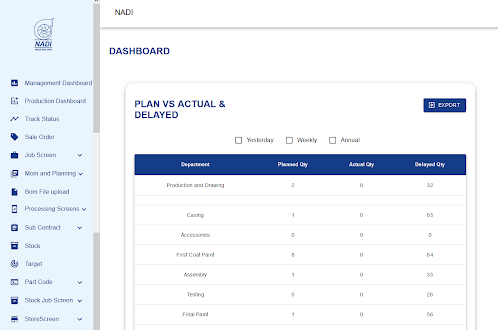 NADI
NADI
DASHBOARD
Management Dashboard
Production Dashboard
Track Status
Sale Order
Job Screen
Mom and Planning
Bom File upload
Processing Screens
Sub Contract
Stock
Target
Part Code
Stock Job Screen
StoreScreen
PLAN VS ACTUAL &
DELAYED
EXPORT
Yesterday Weekly Annual
Department Planned Qty Actual Qty Delayed Qty
Production and Drawing 2 0 32
Casing 1 0 65
Accessories 0 0 0
First Coat Paint 8 0 64
Assembly 1 0 35
Testing 0 0 26
Final Paint 1 0 56